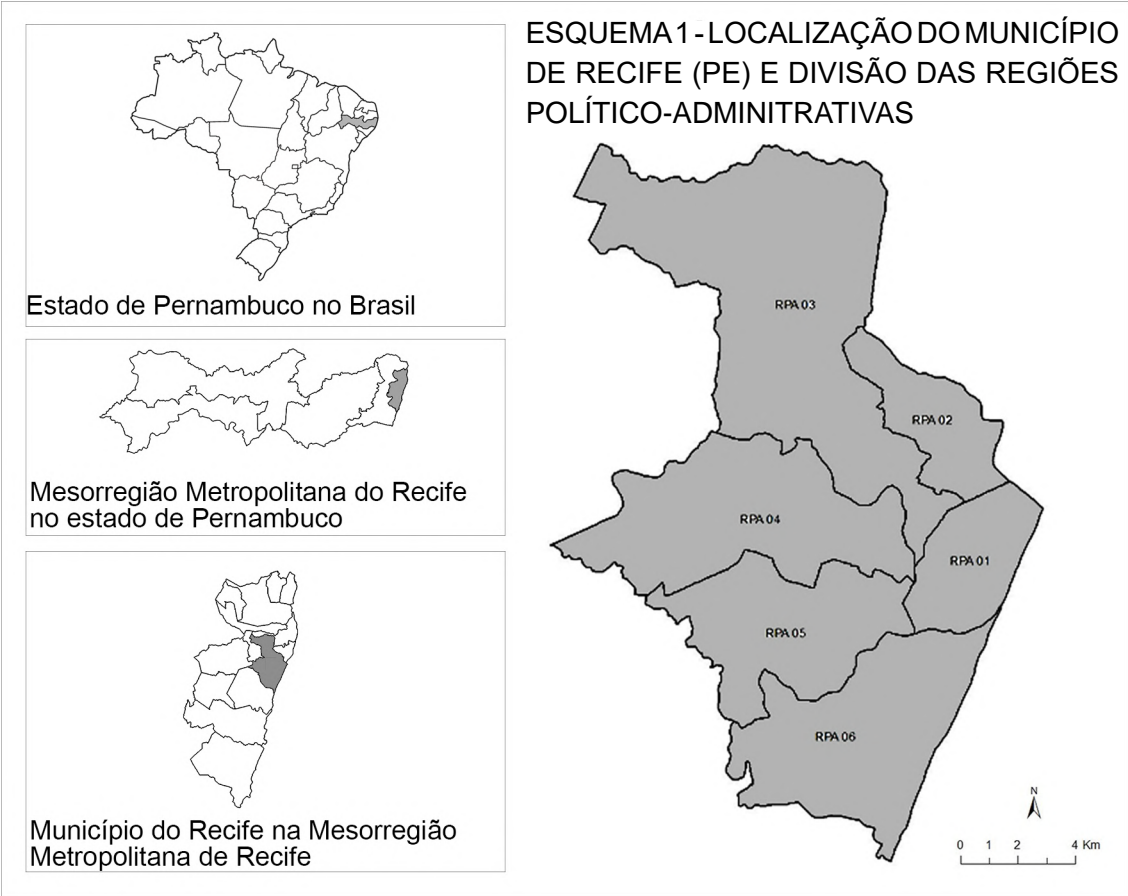 ESQUEMA 1 - LOCALIZAÇÃO DO MUNICÍPIO
DE RECIFE (PE) E DIVISÃO DAS REGIÕES
POLÍTICO-ADMINITRATIVAS
Estado de Pernambuco no Brasil
Mesorregião Metropolitana do Recife
no estado de Pernambuco
Município do Recife na Mesorregião
Metropolitana de Recife
RPA 03
RPA 02
RPA 04
RPA 01
RPA 05
RPA 06
N
0 1 2 4 Km